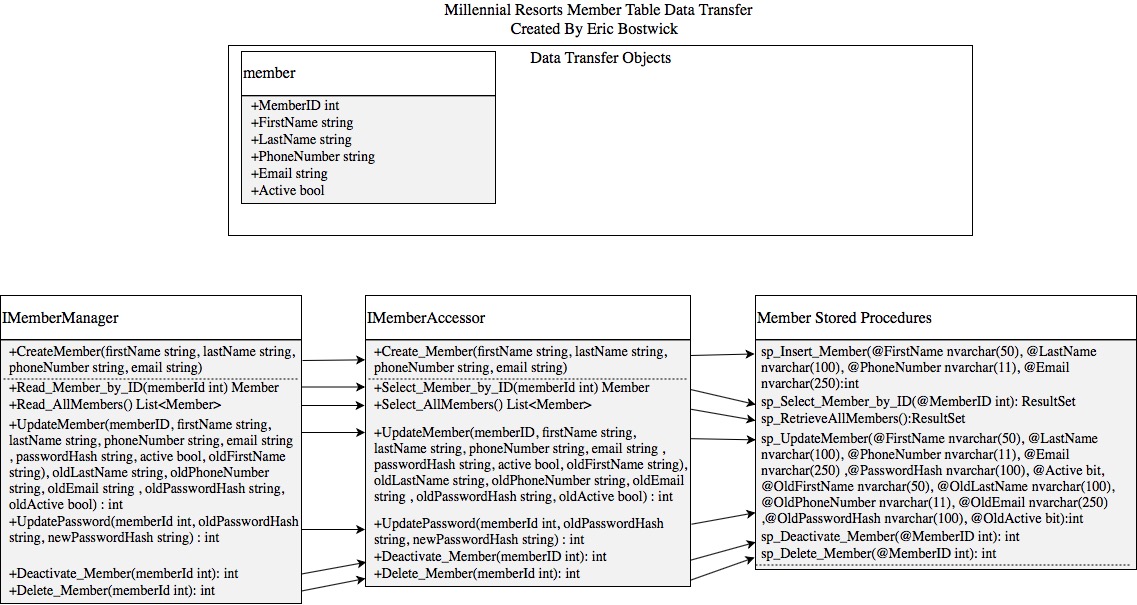 Millennial Resorts Member Table Data Transfer
Created By Eric Bostwick
Data Transfer Objects
member
+MemberID int
+FirstName string
+LastName string
+PhoneNumber string
+Email string
+Active bool
IMemberManager
+CreateMember(firstName string, lastName string,
phoneNumber string, email string)
+Read_Member_by_ID(memberId int) Member
+Read_AllMembers() List<Member>
+UpdateMember(memberID, firstName string,
lastName string, phoneNumber string, email string
, passwordHash string, active bool, oldFirstName
string), oldLastName string, oldPhoneNumber
string, oldEmail string , oldPasswordHash string,
oldActive bool) : int
+UpdatePassword(memberId int, oldPasswordHash
string, newPasswordHash string) : int
+Deactivate_Member(memberId int): int
+Delete_Member(memberId int): int
IMemberAccessor
+Create_Member(firstName string, lastName string,
phoneNumber string, email string)
+Select_Member_by_ID(memberId int) Member
+Select_AllMembers() List<Member>
+UpdateMember(memberID, firstName string,
lastName string, phoneNumber string, email string ,
passwordHash string, active bool, oldFirstName string),
oldLastName string, oldPhoneNumber string, oldEmail
string , oldPasswordHash string, oldActive bool) : int
+UpdatePassword(memberId int, oldPasswordHash
string, newPasswordHash string) : int
+Deactivate_Member(memberID int): int
+Delete_Member(memberId int): int
Member Stored Procedures
sp_Insert_Member(@FirstName nvarchar(50), @LastName
nvarchar(100), @PhoneNumber nvarchar(11), @Email
nvarchar(250):int
sp_Select_Member_by_ID(@MemberID int): ResultSet
sp_RetrieveAllMembers():ResultSet
sp_UpdateMember(@FirstName nvarchar(50), @LastName
nvarchar(100), @PhoneNumber nvarchar(11), @Email
nvarchar(250) ,@PasswordHash nvarchar(100), @Active bit,
@OldFirstName nvarchar(50), @OldLastName nvarchar(100),
@OldPhoneNumber nvarchar(11), @OldEmail nvarchar(250)
,@OldPasswordHash nvarchar(100), @OldActive bit):int
sp_Deactivate_Member(@MemberID int): int
sp_Delete_Member(@MemberID int): int